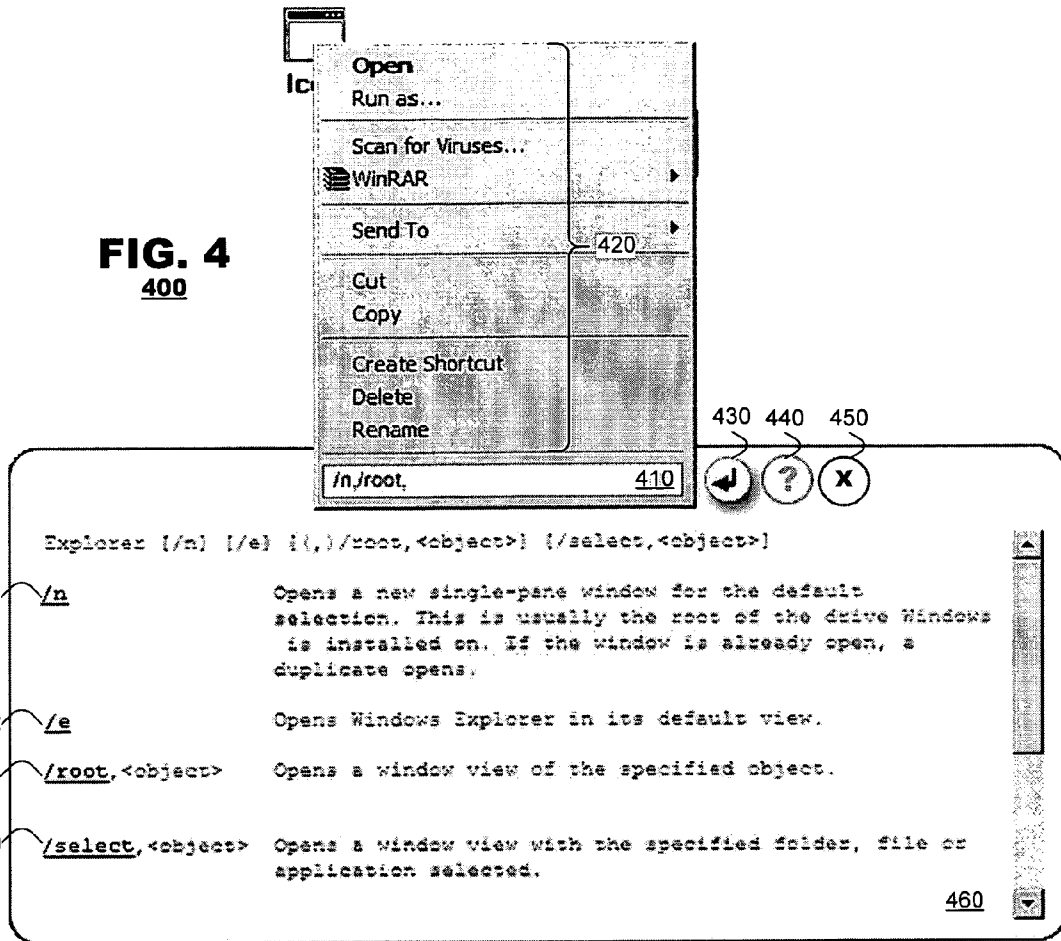 Ico
Open
Run as...
Scan for Viruses...
WinRAR
Send To
420
FIG. 4
400
Cut
Copy
Create Shortcut
Delete
Rename
430 440 450
/n,/root, 410
? X
Explorer [/n] [/e] [(,)/root,<object>] [/select,<object>]
/n Opens a new single-pane window for the default
selection. This is usually the root of the drive Windows
is installed on. If the window is already open, a
duplicate opens.
/e Opens Windows Explorer in its default view.
/root,<object> Opens a window view of the specified object.
/select,<object> Opens a window view with the specified folder, file or
application selected.
460